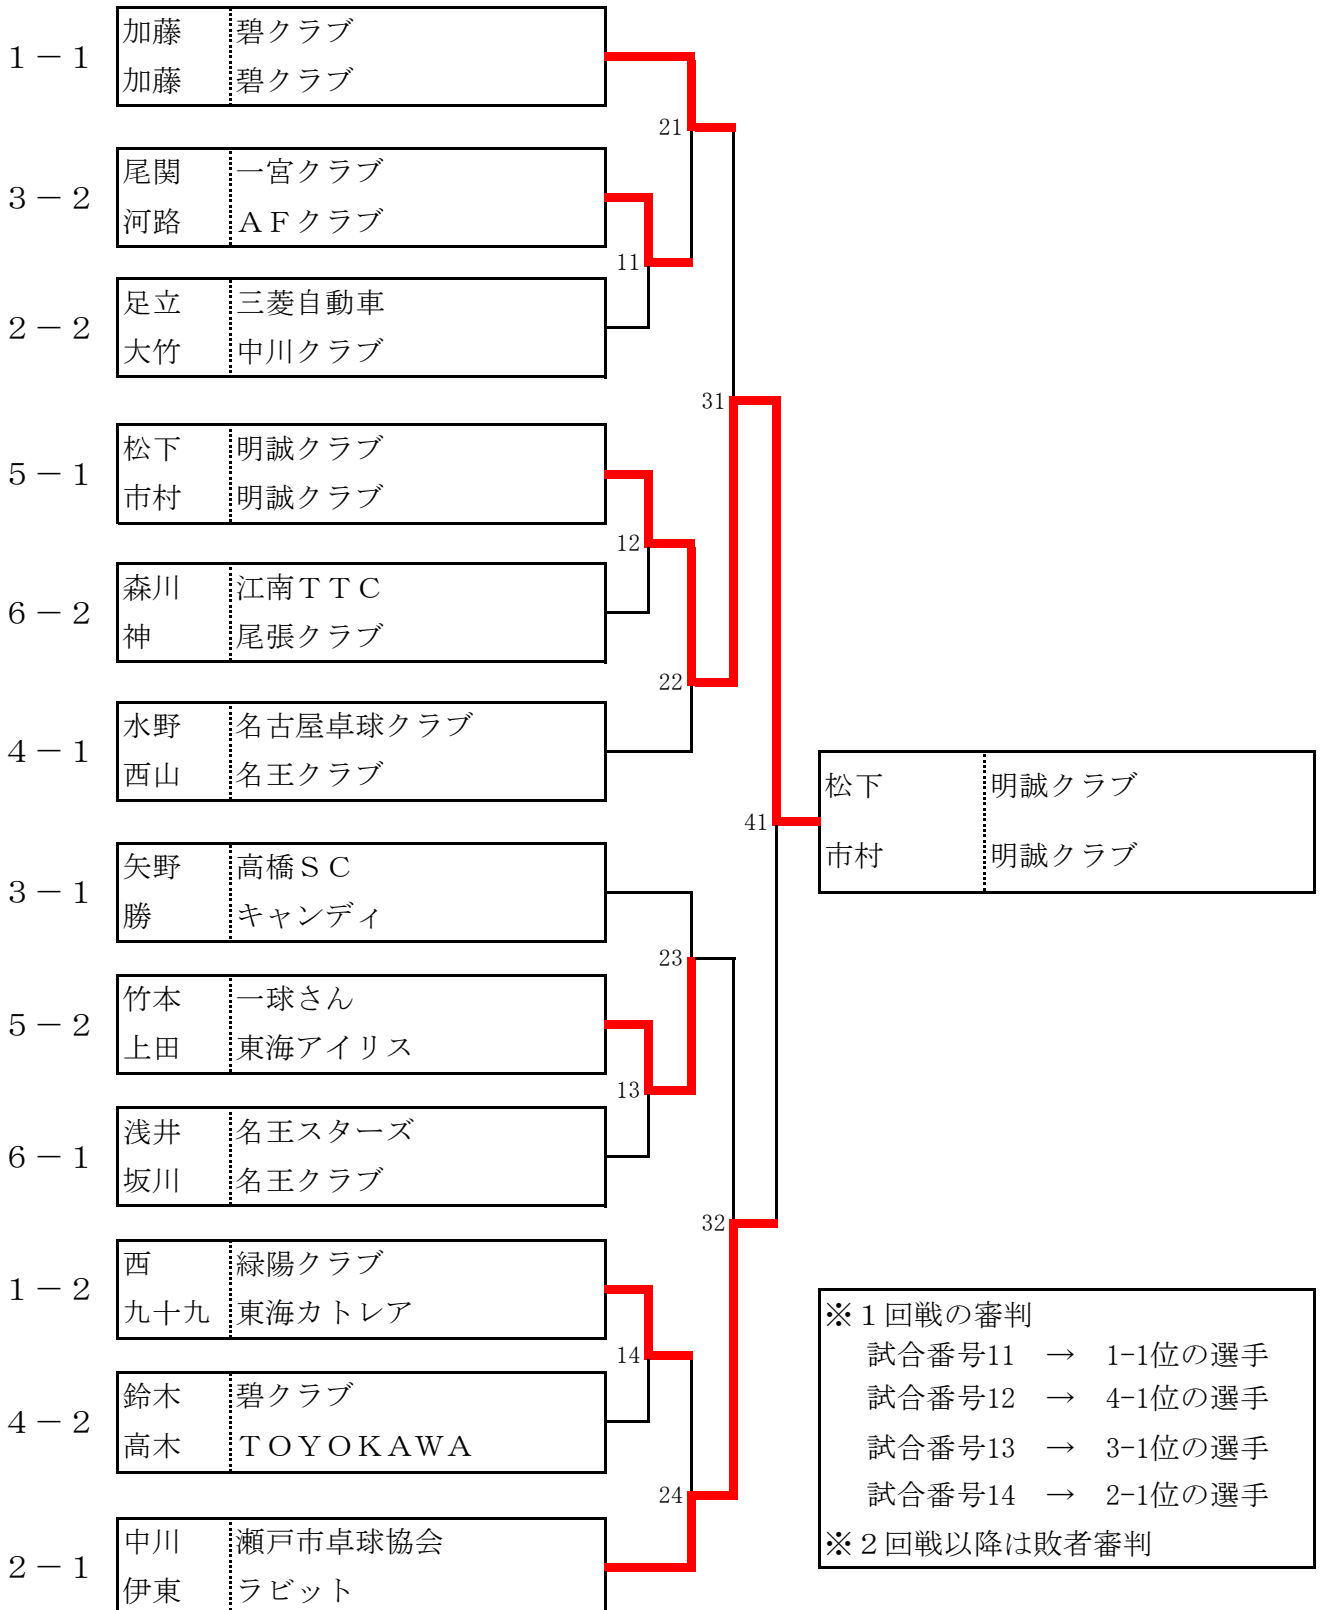 1－1
加藤 碧クラブ
加藤 碧クラブ
21
3－2
尾関 一宮クラブ
河路 ＡＦクラブ
11
2－2
足立 三菱自動車
大竹 中川クラブ
31
5－1
松下 明誠クラブ
市村 明誠クラブ
12
6－2
森川 江南ＴＴＣ
神 尾張クラブ
22
4－1
水野 名古屋卓球クラブ
西山 名王クラブ
41
松下 明誠クラブ
市村 明誠クラブ
3－1
矢野 高橋ＳＣ
勝 キャンディ
23
5－2
竹本 一球さん
上田 東海アイリス
13
6－1
浅井 名王スターズ
坂川 名王クラブ
32
1－2
西 緑陽クラブ
九十九 東海カトレア
14
4－2
鈴木 碧クラブ
高木 ＴＯＹＯＫＡＷＡ
24
2－1
中川 瀬戸市卓球協会
伊東 ラビット
※１回戦の審判
試合番号11 → 1-1位の選手
試合番号12 → 4-1位の選手
試合番号13 → 3-1位の選手
試合番号14 → 2-1位の選手
※２回戦以降は敗者審判